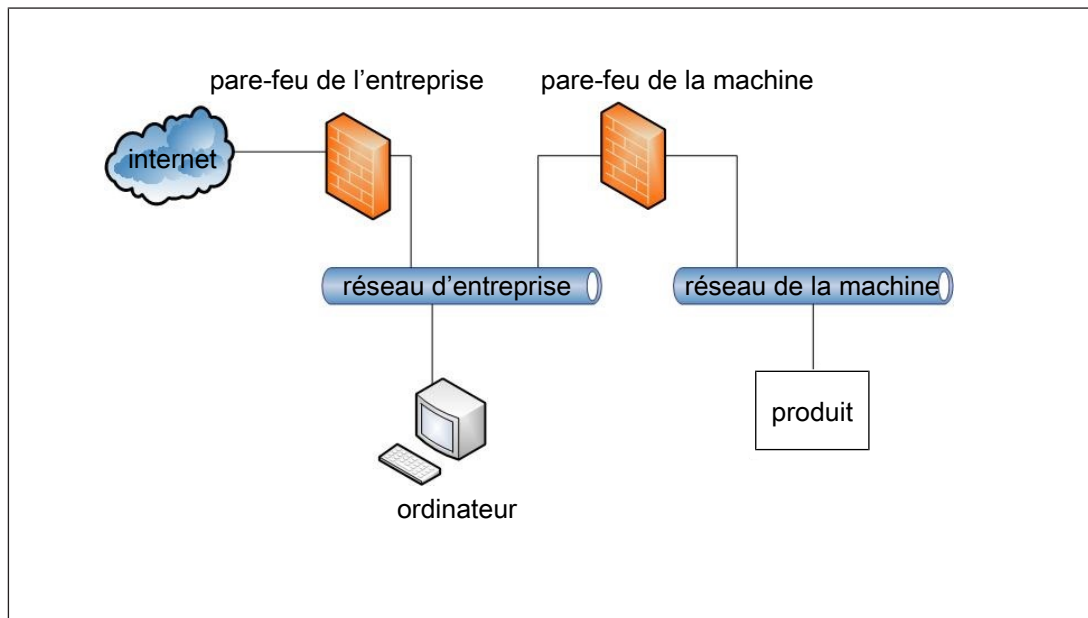 pare-feu de l’entreprise
pare-feu de la machine
internet
réseau d’entreprise
réseau de la machine
produit
ordinateur